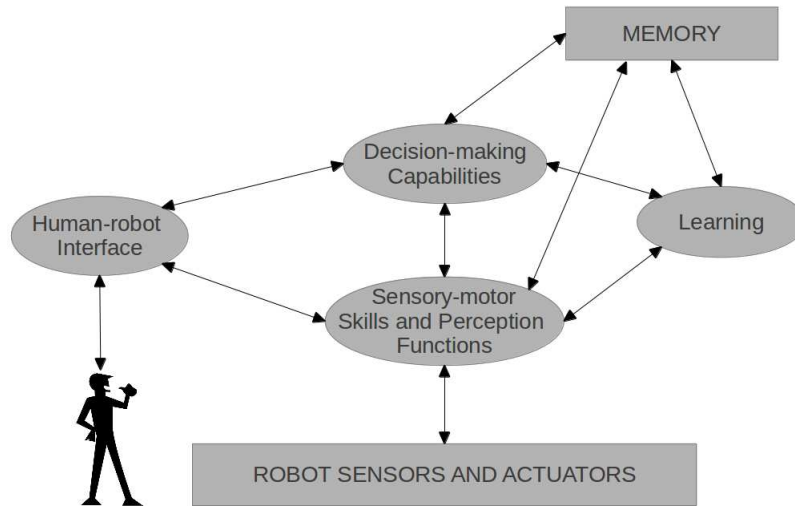 MEMORY
Decision-making
Capabilities
Human-robot
Interface
Learning
Sensory-motor
Skills and Perception
Functions
ROBOT SENSORS AND ACTUATORS